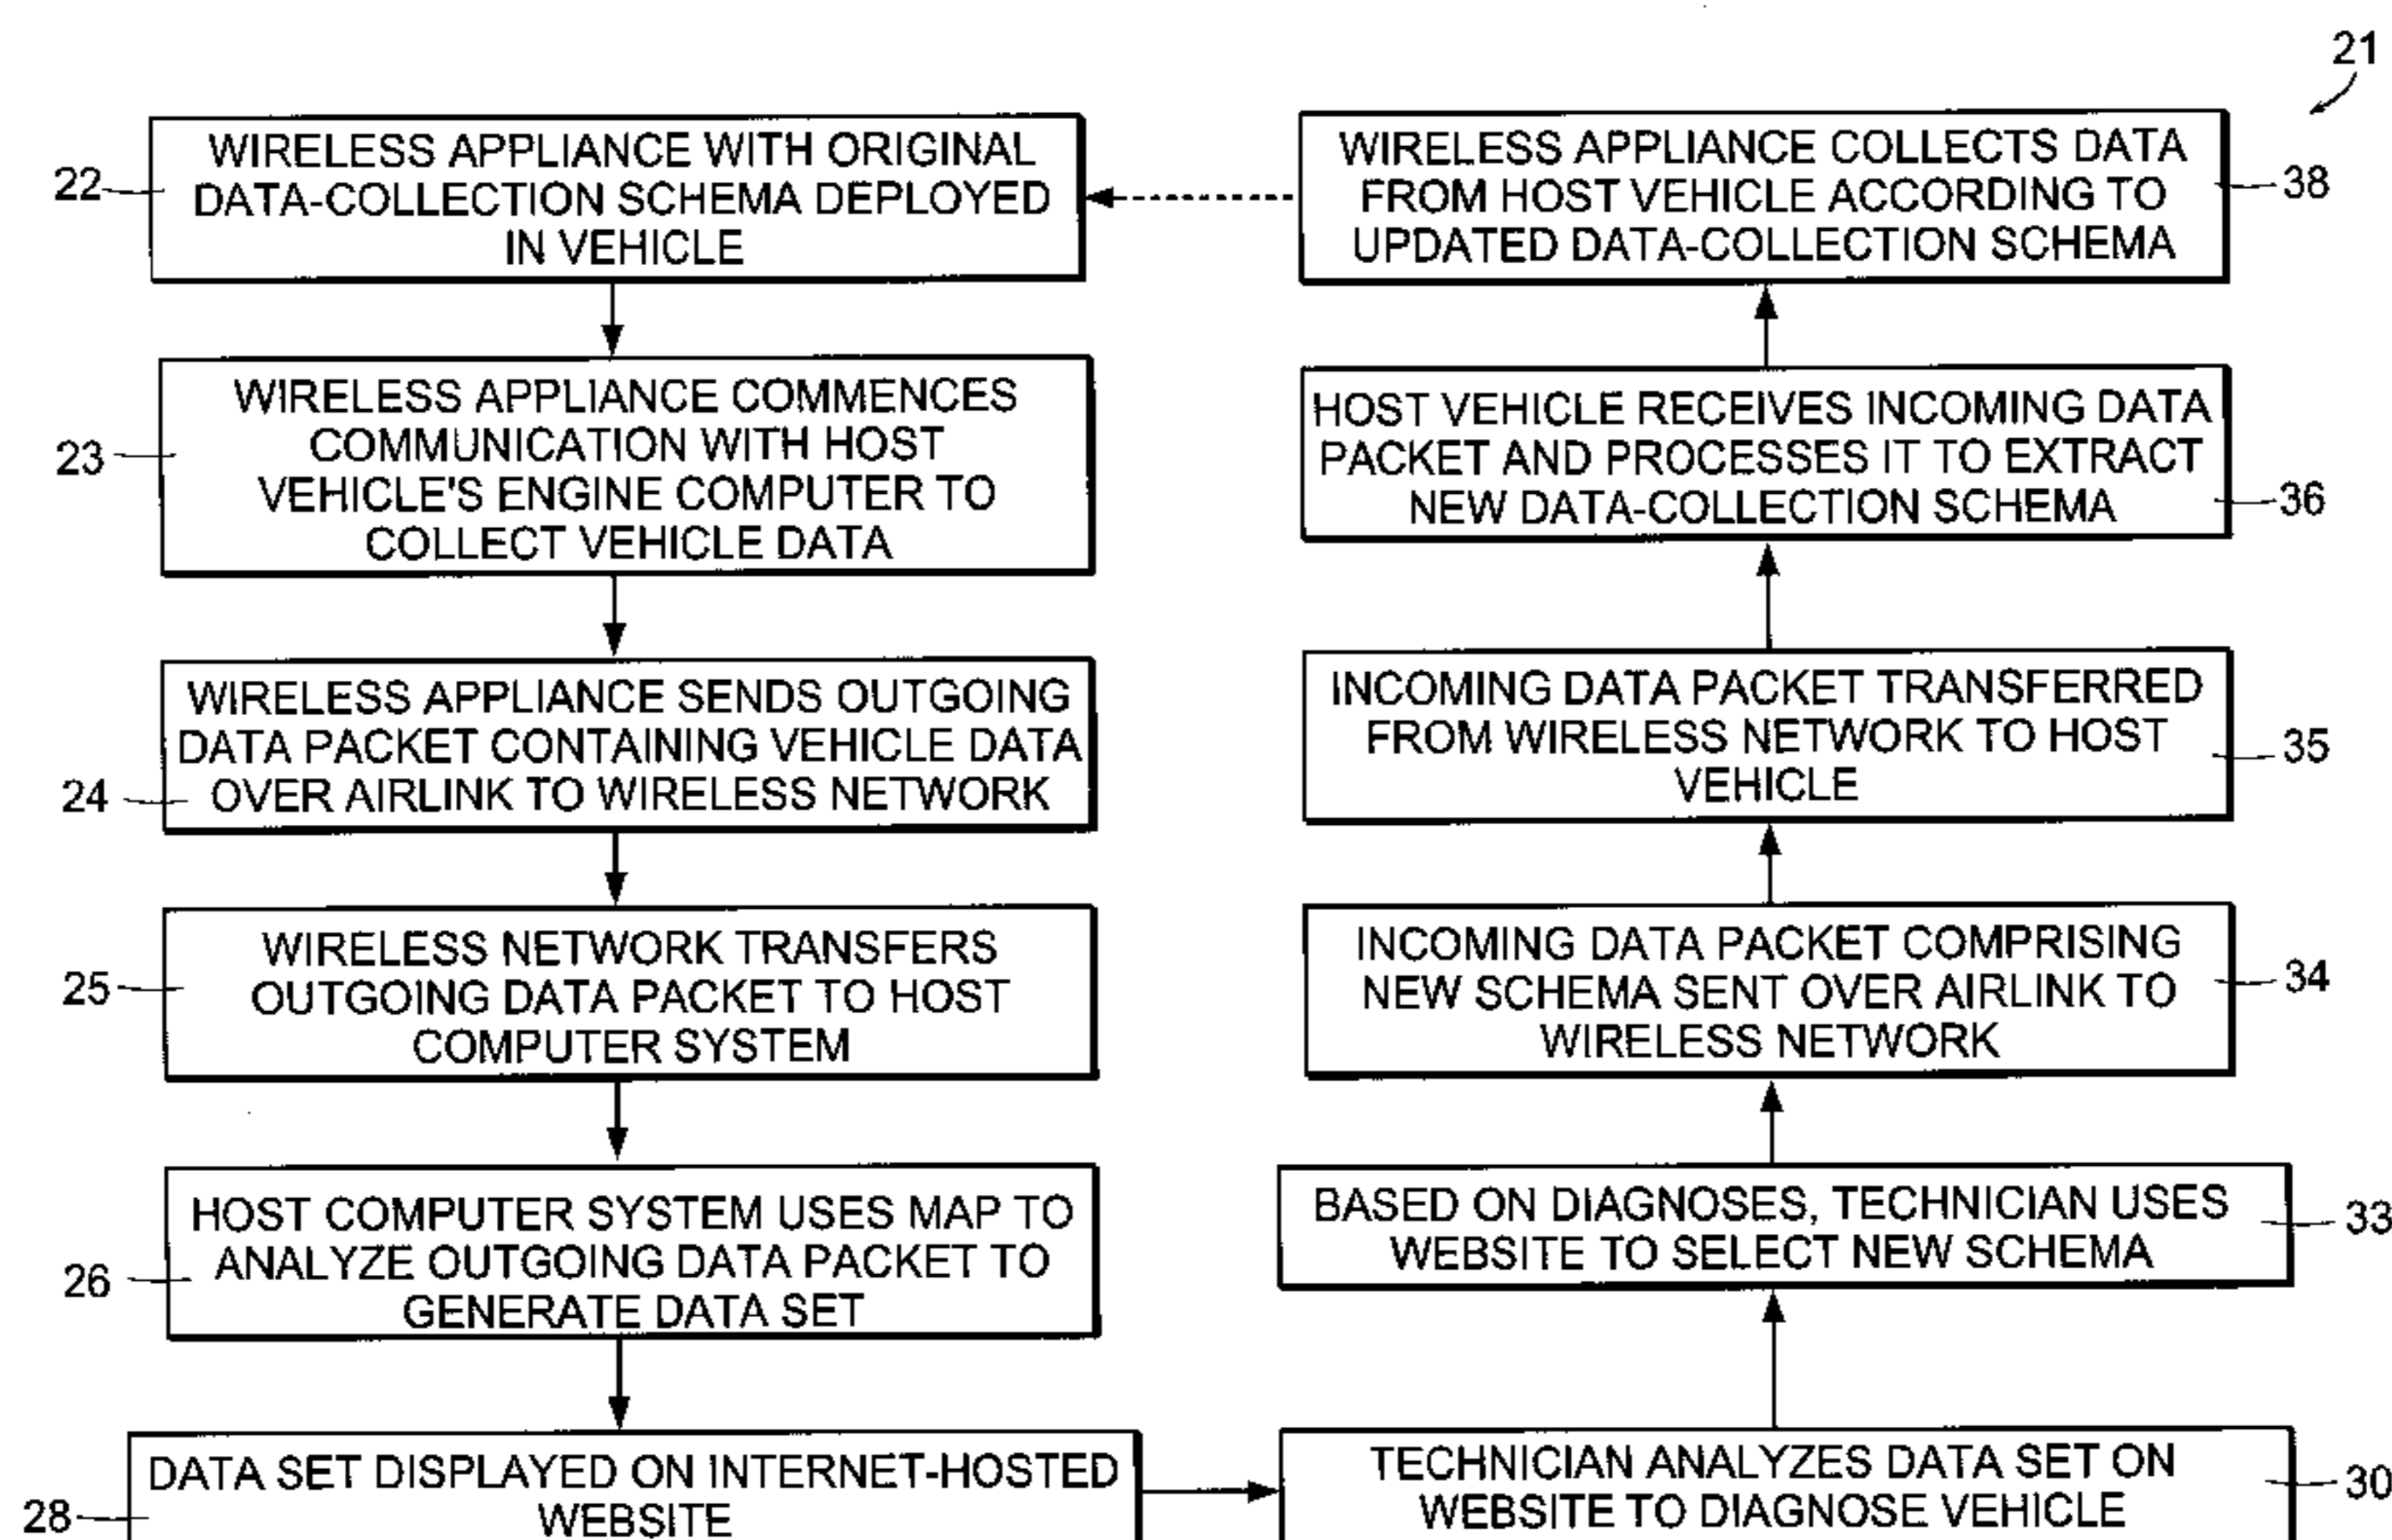 21
22
WIRELESS APPLIANCE WITH ORIGINAL
DATA-COLLECTION SCHEMA DEPLOYED
IN VEHICLE
23
WIRELESS APPLIANCE COMMENCES
COMMUNICATION WITH HOST
VEHICLE'S ENGINE COMPUTER TO
COLLECT VEHICLE DATA
24
WIRELESS APPLIANCE SENDS OUTGOING
DATA PACKET CONTAINING VEHICLE DATA
OVER AIRLINK TO WIRELESS NETWORK
25
WIRELESS NETWORK TRANSFERS
OUTGOING DATA PACKET TO HOST
COMPUTER SYSTEM
26
HOST COMPUTER SYSTEM USES MAP TO
ANALYZE OUTGOING DATA PACKET TO
GENERATE DATA SET
28
DATA SET DISPLAYED ON INTERNET-HOSTED
WEBSITE
TECHNICIAN ANALYZES DATA SET ON
WEBSITE TO DIAGNOSE VEHICLE
30
BASED ON DIAGNOSES, TECHNICIAN USES
WEBSITE TO SELECT NEW SCHEMA
33
INCOMING DATA PACKET COMPRISING
NEW SCHEMA SENT OVER AIRLINK TO
WIRELESS NETWORK
34
INCOMING DATA PACKET TRANSFERRED
FROM WIRELESS NETWORK TO HOST
VEHICLE
35
HOST VEHICLE RECEIVES INCOMING DATA
PACKET AND PROCESSES IT TO EXTRACT
NEW DATA-COLLECTION SCHEMA
36
WIRELESS APPLIANCE COLLECTS DATA
FROM HOST VEHICLE ACCORDING TO
UPDATED DATA-COLLECTION SCHEMA
38